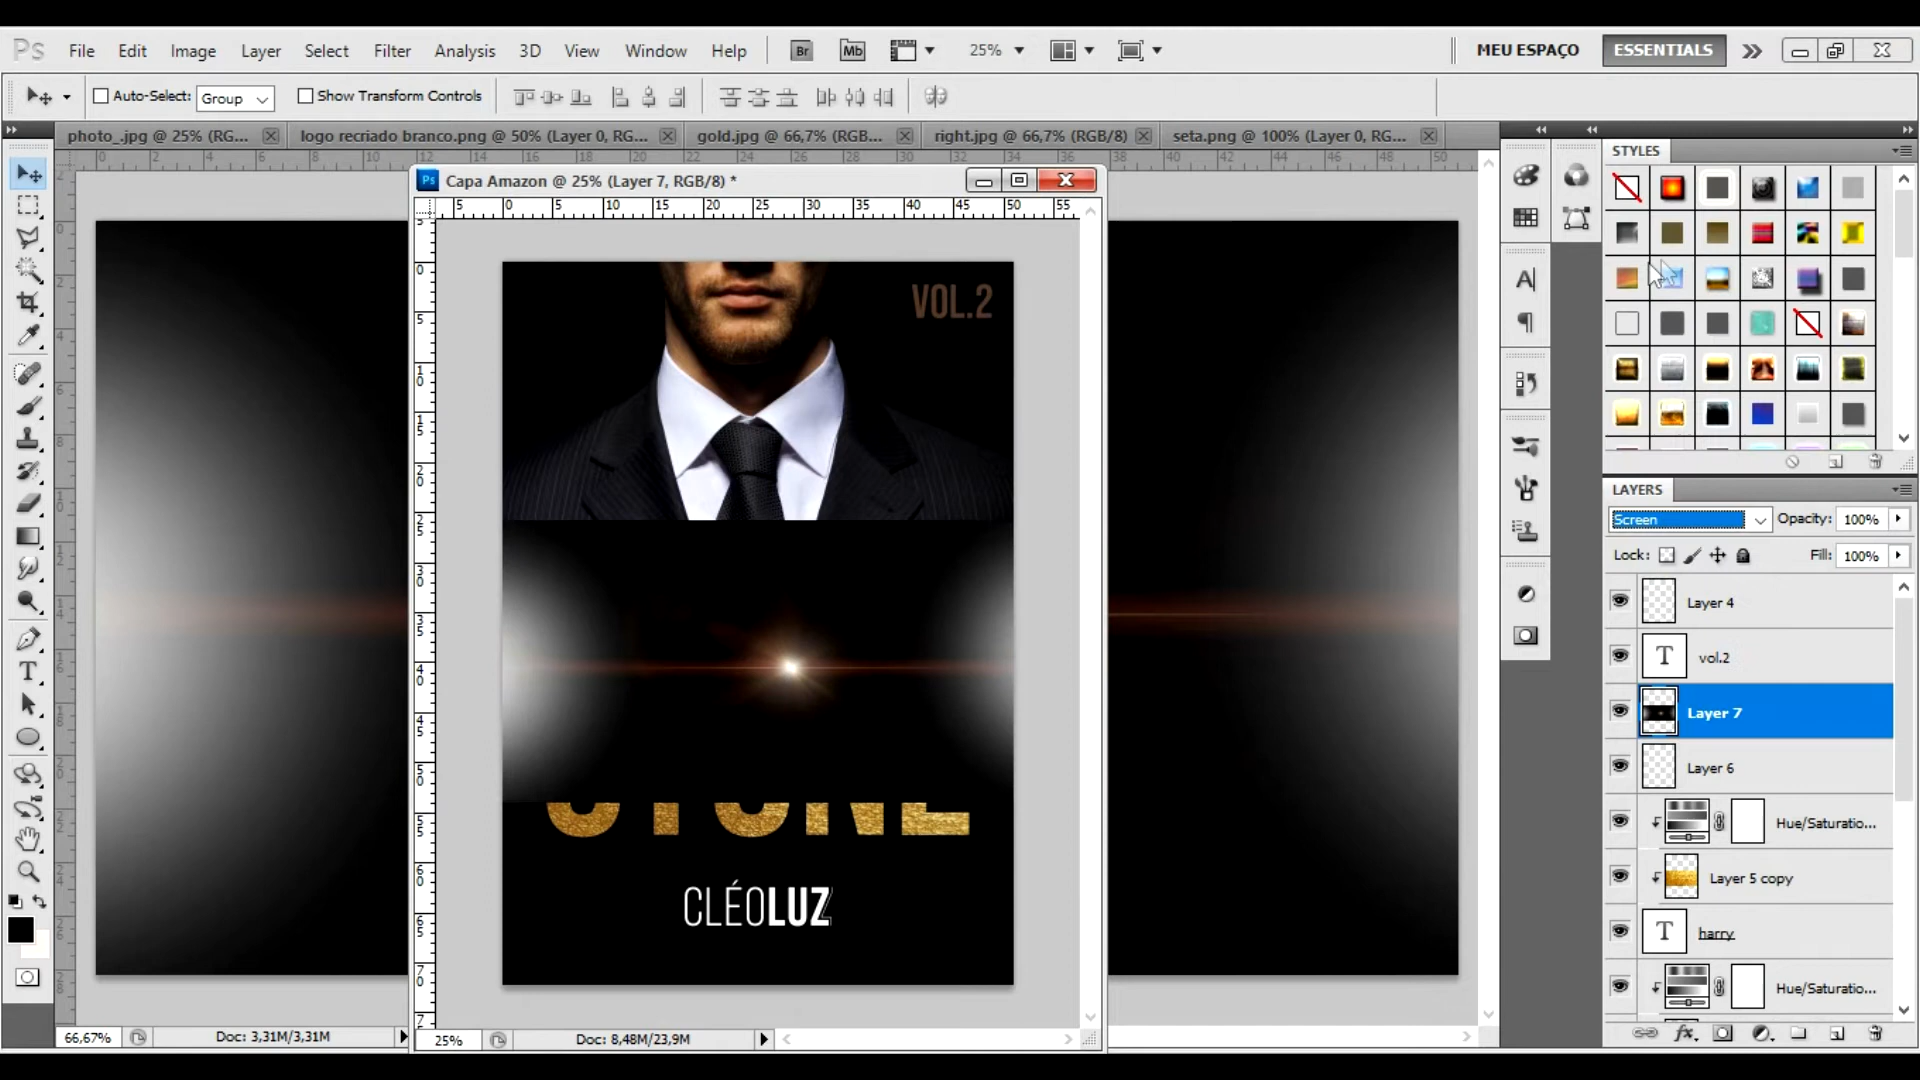 Ps File Edit Image Layer Select Filter Analysis 3D View Window Help Br Mb 25% MEU ESPAÇO ESSENTIALS
Auto-Select: Group Show Transform Controls
photo_.jpg @ 25% (RG... logo recriado branco.png @ 50% (Layer 0, RG... gold.jpg @ 66,7% (RGB... right.jpg @ 66,7% (RGB/8) seta.png @ 100% (Layer 0, RG...
STYLES
Ps Capa Amazon @ 25% (Layer 7, RGB/8) *
VOL.2
STONE
CLÉOLUZ
LAYERS
Screen Opacity: 100%
Lock: Fill: 100%
Layer 4
T vol.2
Layer 7
Layer 6
Hue/Saturatio...
Layer 5 copy
T harry
Hue/Saturatio...
66,67% Doc: 3,31M/3,31M
25% Doc: 8,48M/23,9M